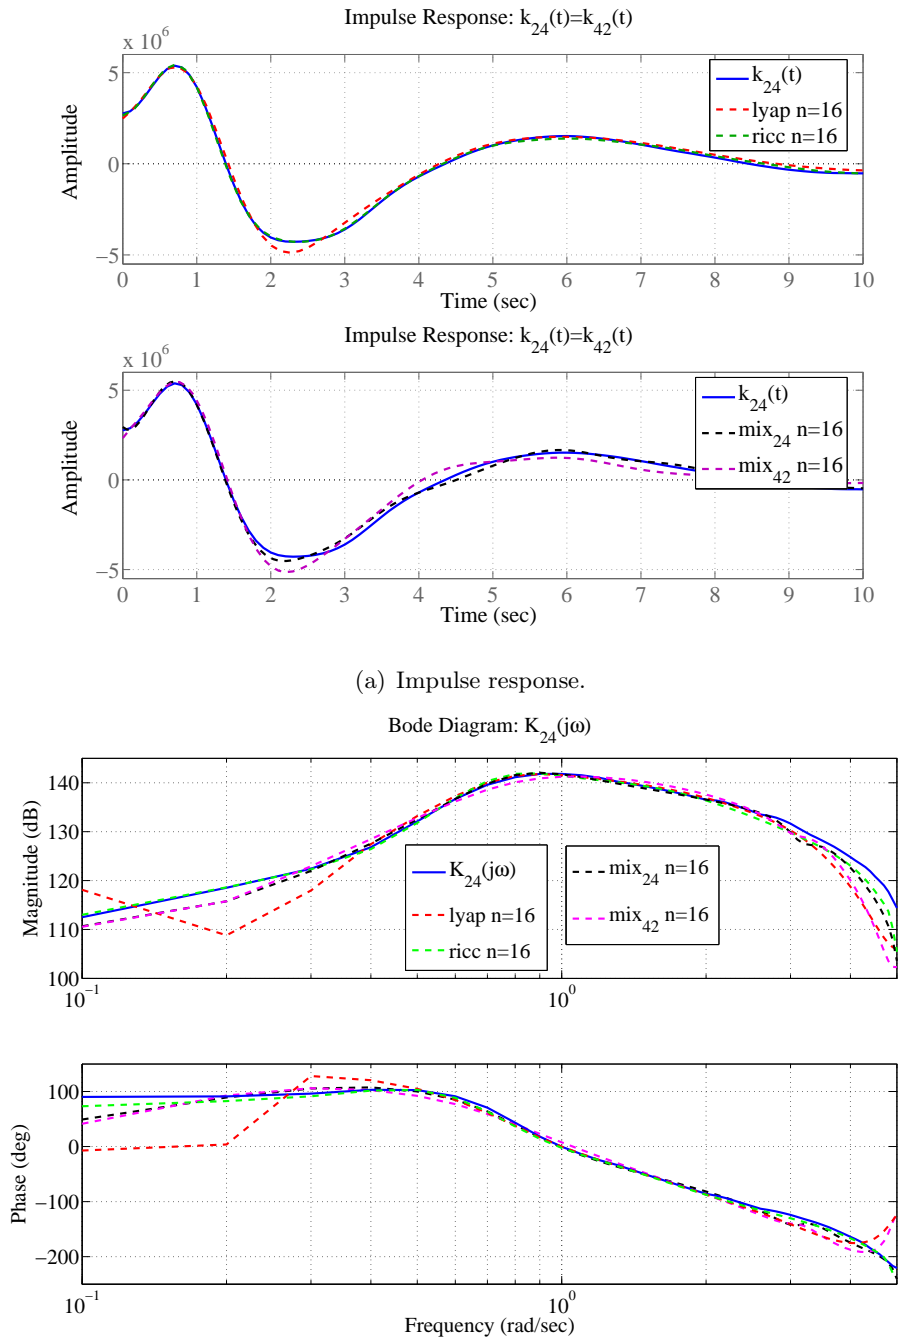 Impulse Response: k24(t)=k42(t)
x 10^6
5
0
−5
Amplitude
k24(t)
lyap n=16
ricc n=16
0 1 2 3 4 5 6 7 8 9 10
Time (sec)
Impulse Response: k24(t)=k42(t)
x 10^6
5
0
−5
Amplitude
k24(t)
mix24 n=16
mix42 n=16
0 1 2 3 4 5 6 7 8 9 10
Time (sec)
(a) Impulse response.
Bode Diagram: K24(jω)
140
130
120
110
100
Magnitude (dB)
K24(jω)
lyap n=16
ricc n=16
mix24 n=16
mix42 n=16
10^−1 10^0
100
0
−100
−200
Phase (deg)
10^−1 10^0
Frequency (rad/sec)